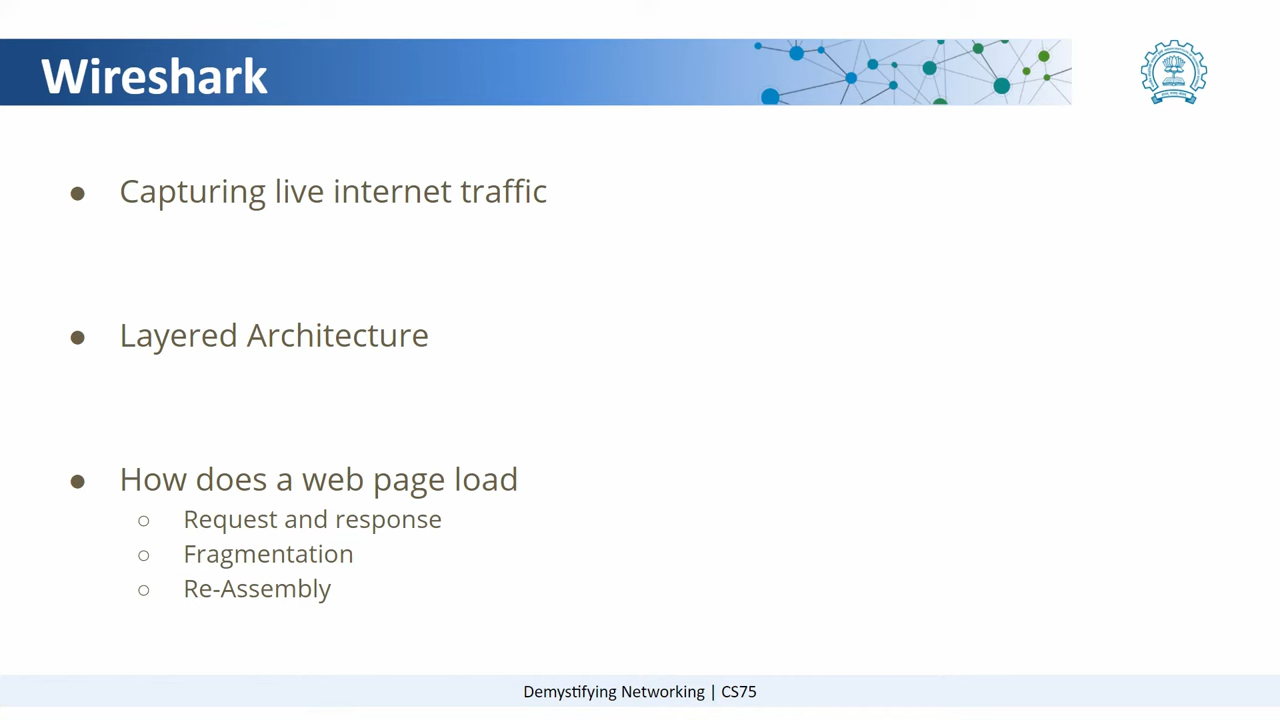 Wireshark
● Capturing live internet traffic
● Layered Architecture
● How does a web page load
○ Request and response
○ Fragmentation
○ Re-Assembly
Demystifying Networking | CS75